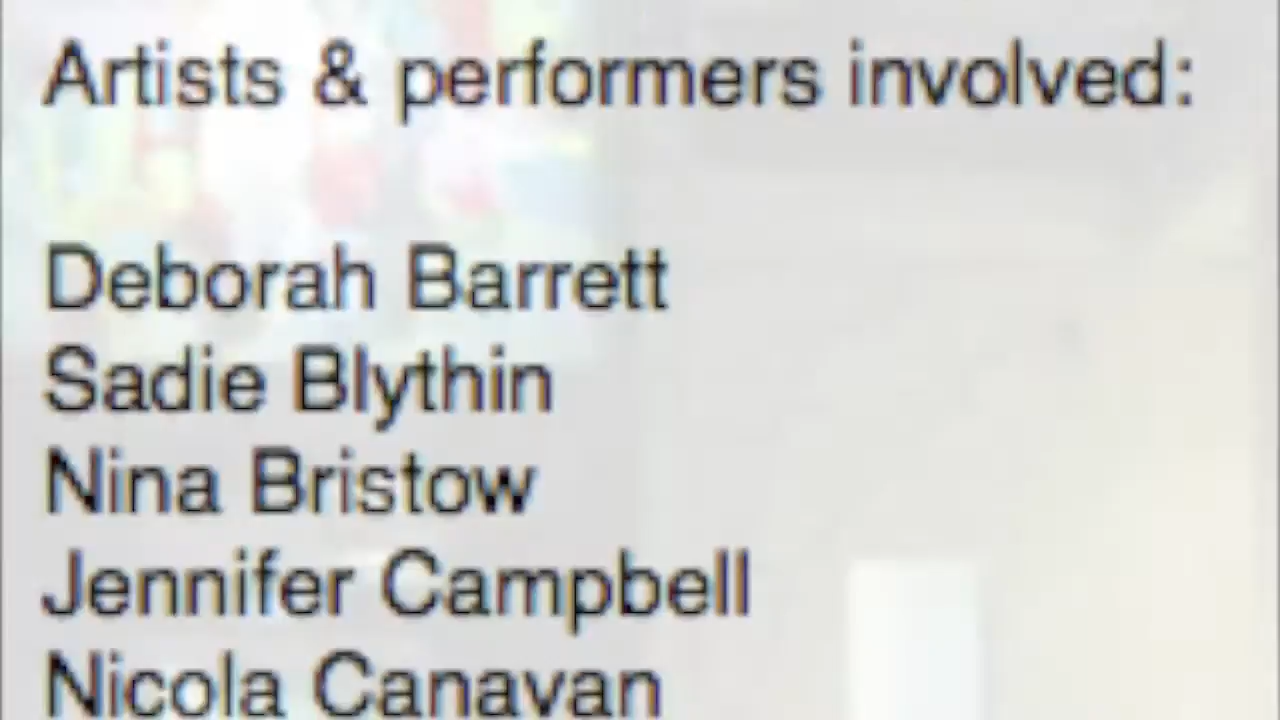 Artists & performers involved:
Deborah Barrett
Sadie Blythin
Nina Bristow
Jennifer Campbell
Nicola Canavan